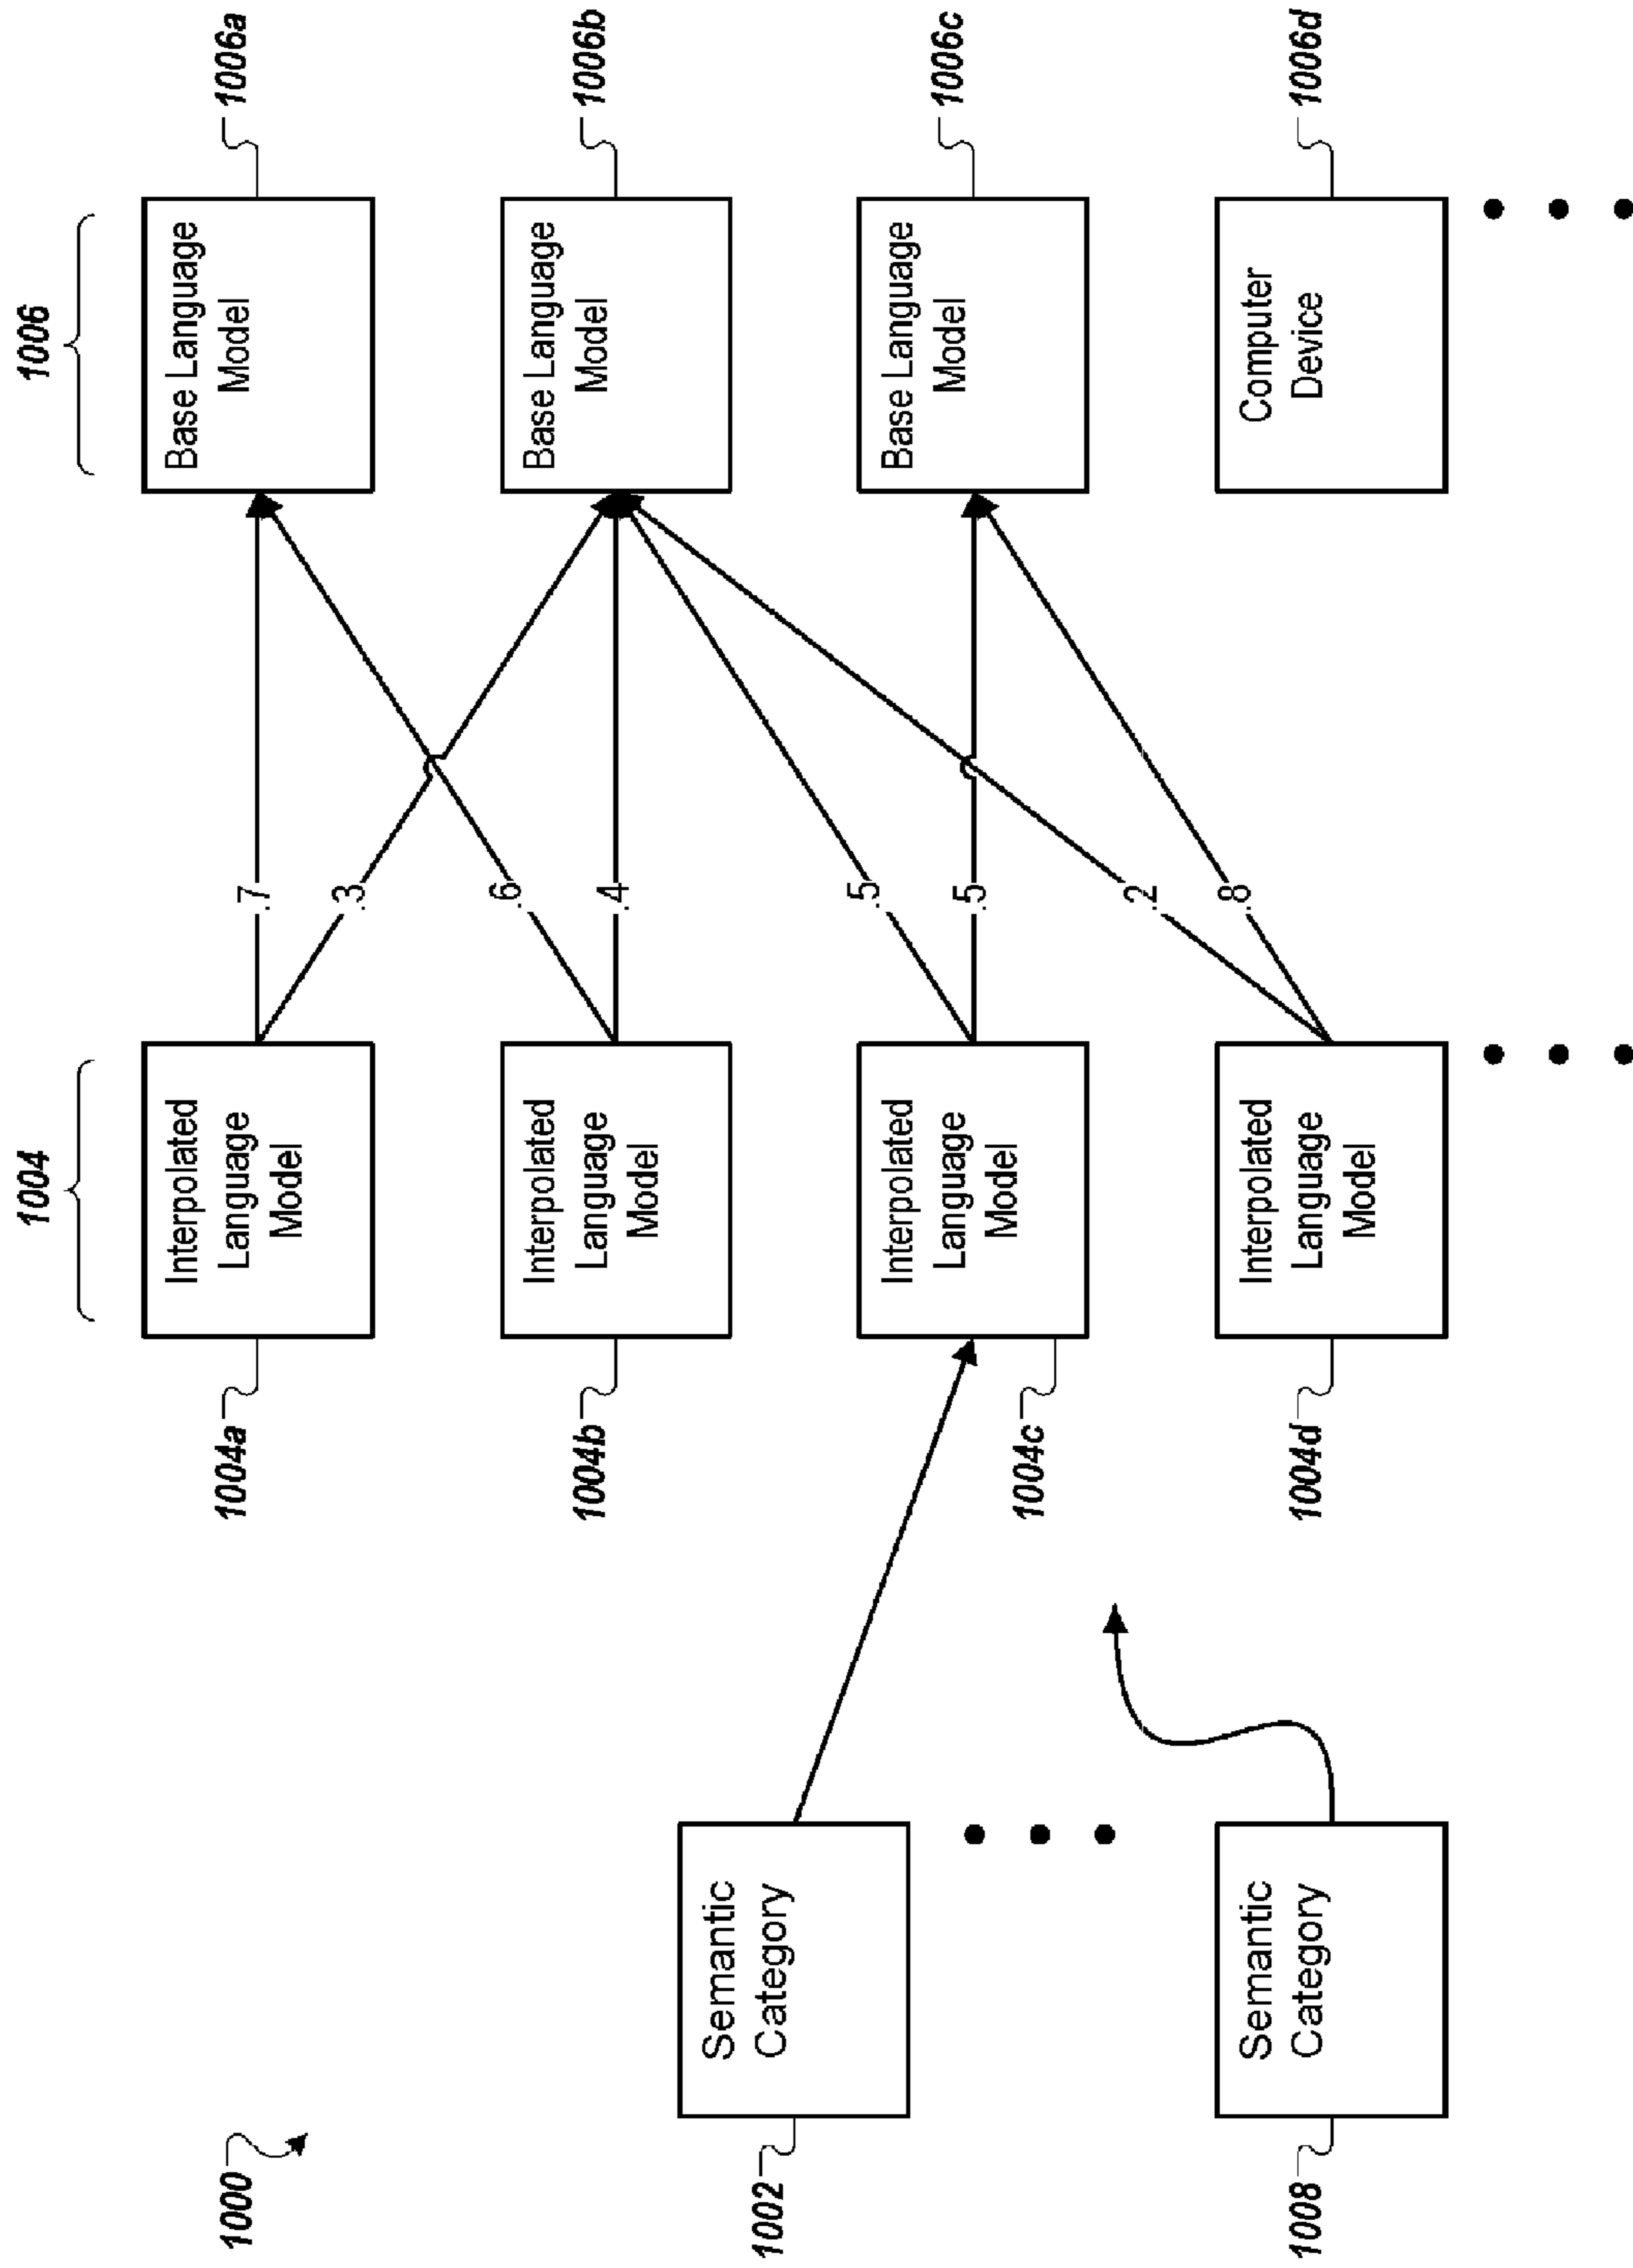 1000
1004
1006
1004a
Interpolated
Language
Model
.7
.3
Base Language
Model
1006a
1004b
Interpolated
Language
Model
.6
.4
Base Language
Model
1006b
1002
Semantic
Category
1004c
Interpolated
Language
Model
.5
.5
Base Language
Model
1006c
1008
Semantic
Category
1004d
Interpolated
Language
Model
.2
.8
Computer
Device
1006d